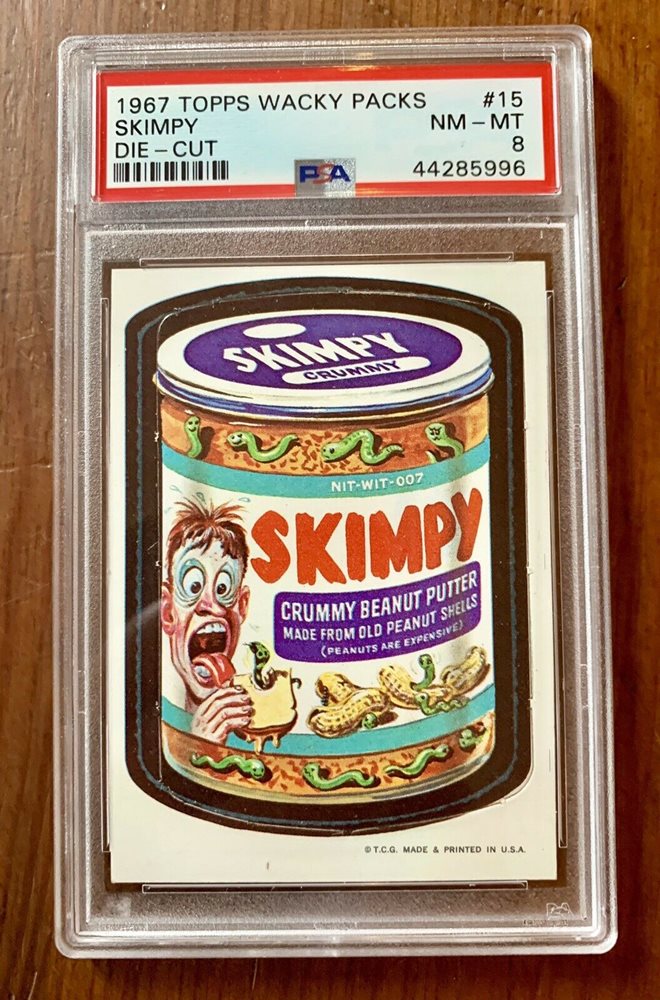 1967 TOPPS WACKY PACKS #15
SKIMPY NM - MT
DIE - CUT 8
PSA 44285996
SKIMPY
CRUMMY
NIT-WIT-007
SKIMPY
CRUMMY BEANUT PUTTER
MADE FROM OLD PEANUT SHELLS
(PEANUTS ARE EXPENSIVE)
© T.C.G. MADE & PRINTED IN U.S.A.
PSA